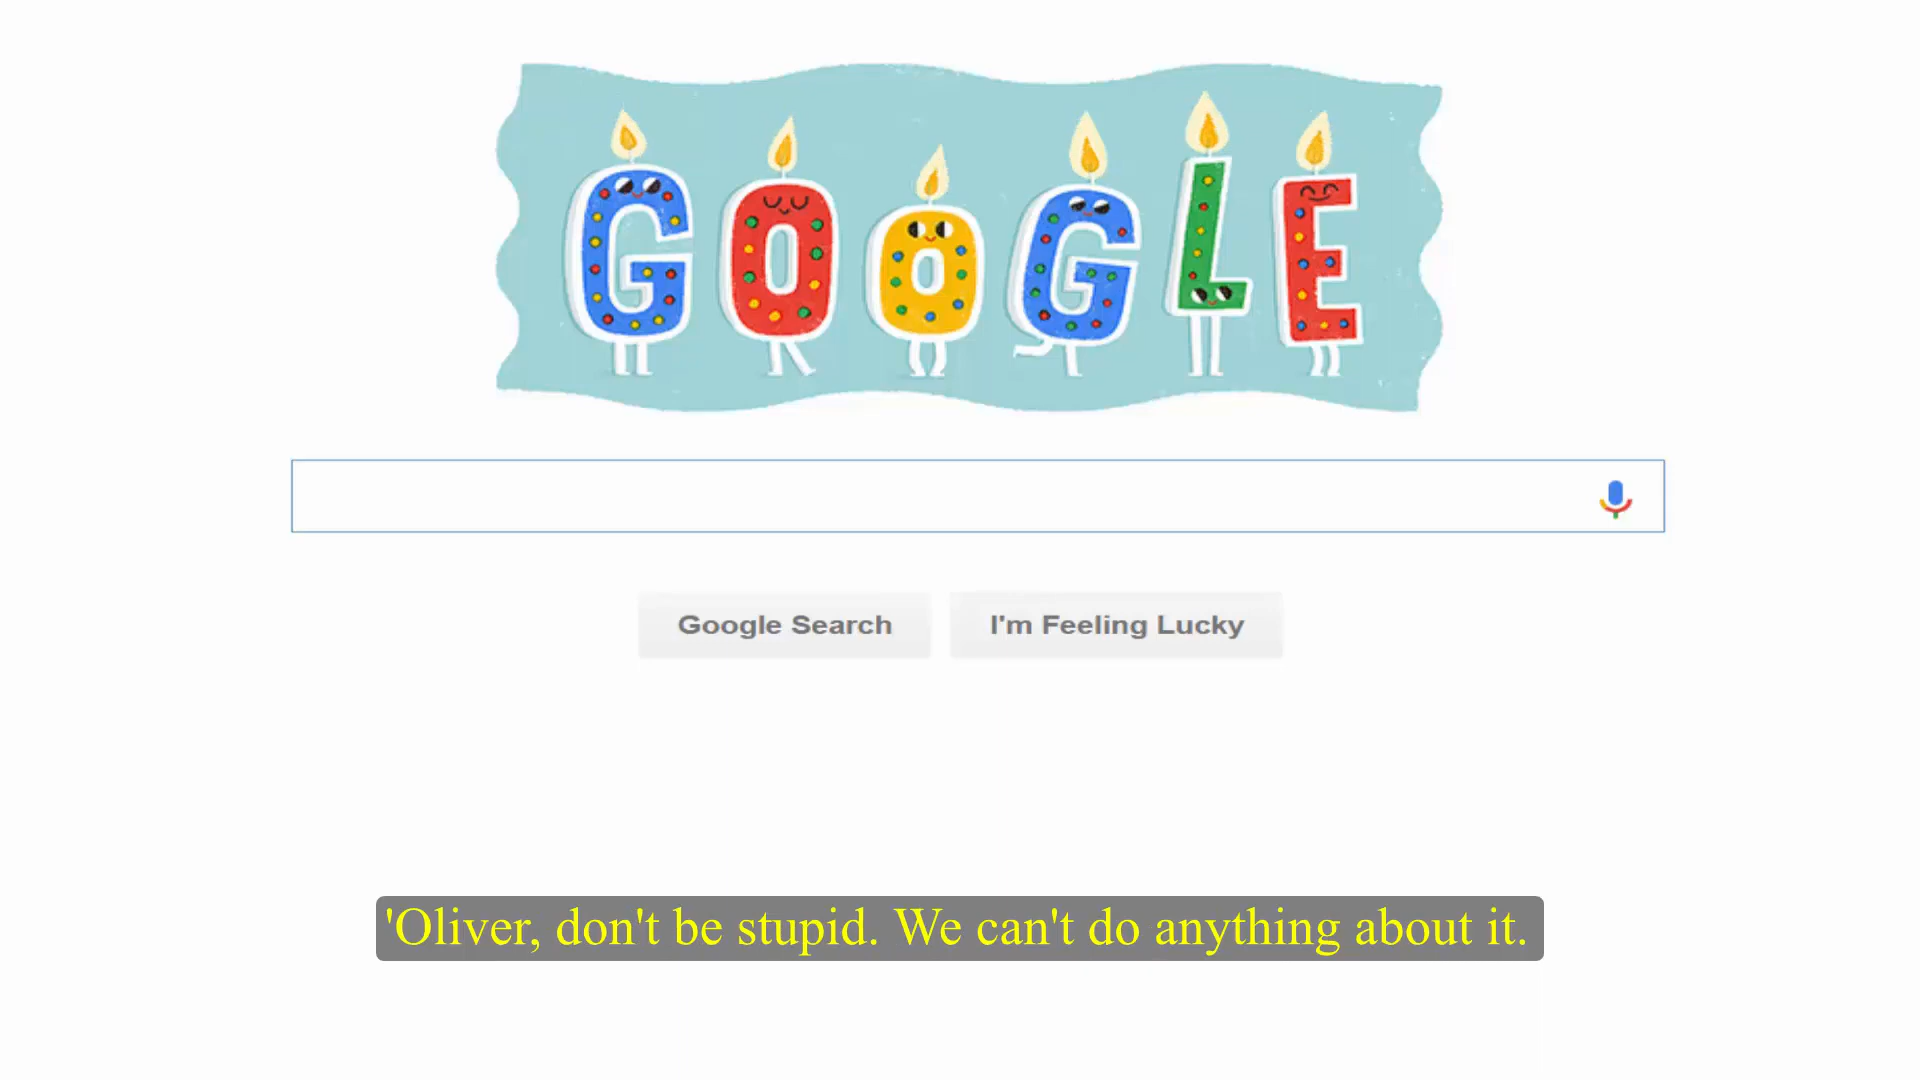 GOOGLE
Google Search
I'm Feeling Lucky
'Oliver, don't be stupid. We can't do anything about it.